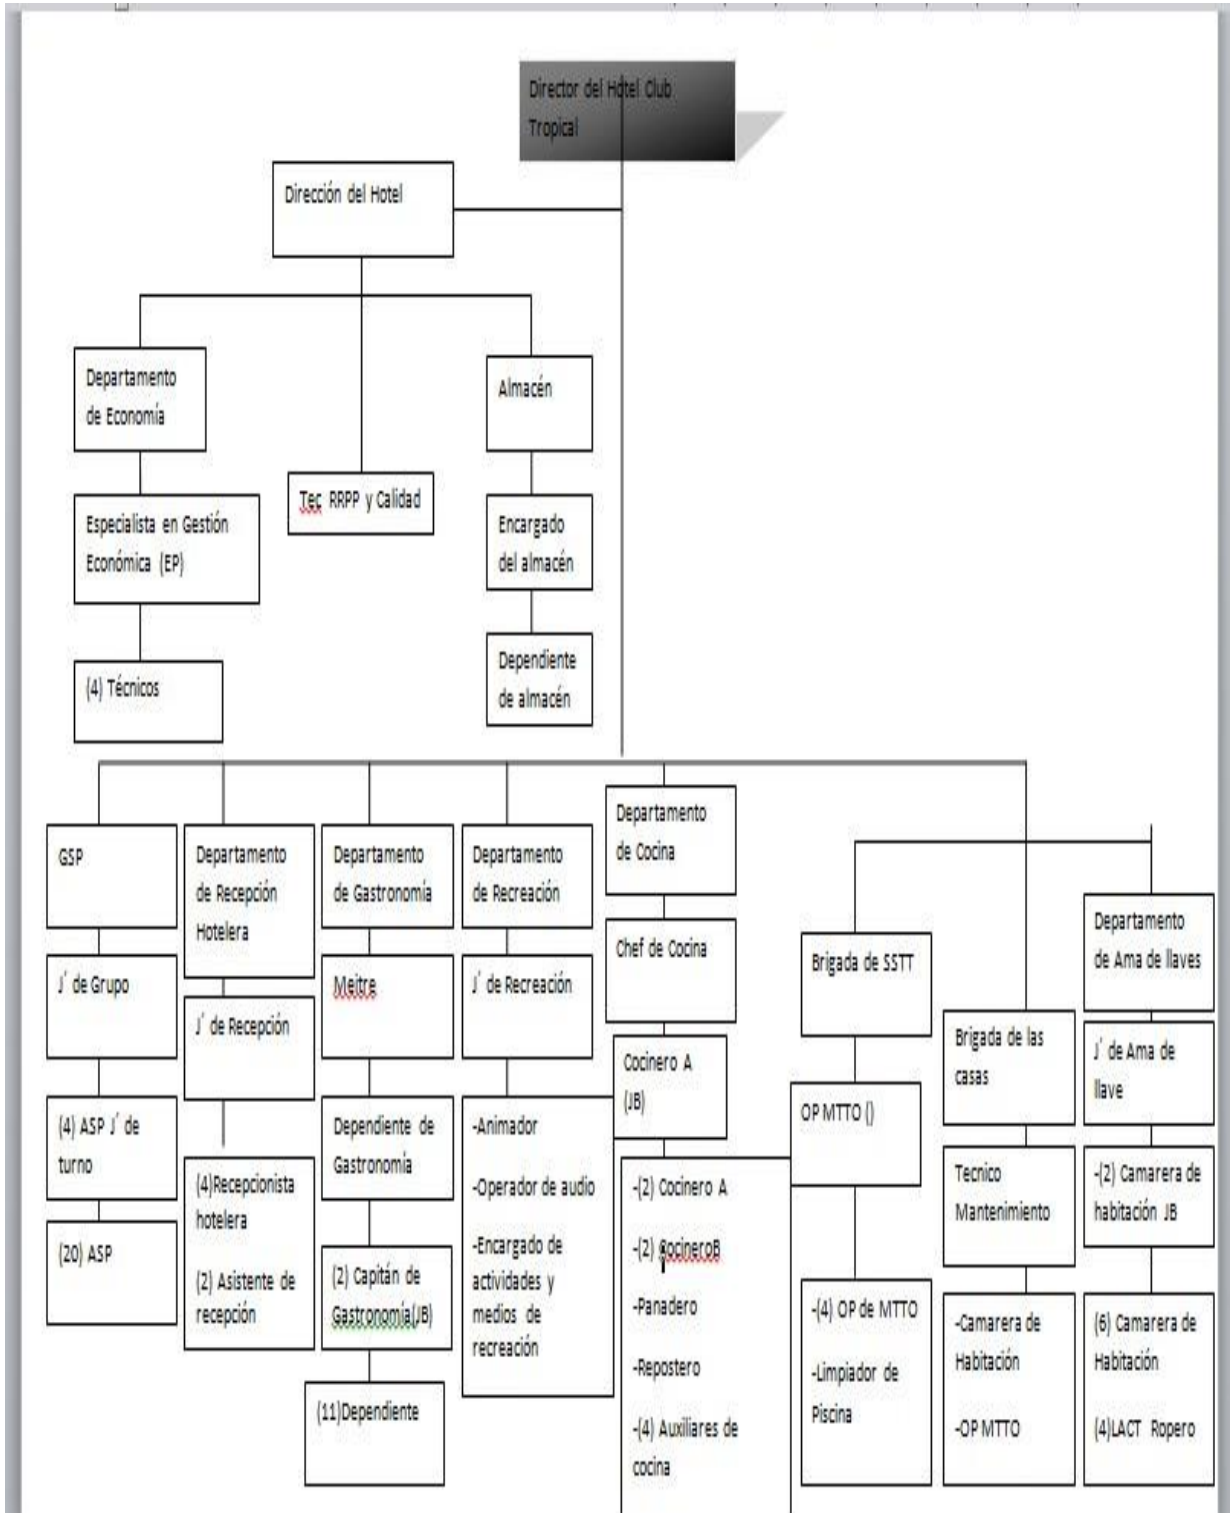 Director del Hotel Club
Tropical
Dirección del Hotel
Departamento
de Economía
Almacén
Especialista en Gestión
Económica (EP)
Tec RRPP y Calidad
Encargado
del almacén
(4) Técnicos
Dependiente
de almacén
GSP
J´ de Grupo
(4) ASP J´ de
turno
(20) ASP
Departamento
de Recepción
Hotelera
J´ de Recepción
(4)Recepcionista
hotelera
(2) Asistente de
recepción
Departamento
de Gastronomía
Meitre
Dependiente de
Gastronomía
(2) Capitán de
Gastronomía(JB)
(11)Dependiente
Departamento
de Recreación
J´ de Recreación
-Animador
-Operador de audio
-Encargado de
actividades y
medios de
recreación
Departamento
de Cocina
Chef de Cocina
Cocinero A
(JB)
-(2) Cocinero A
-(2) CocineroB
-Panadero
-Repostero
-(4) Auxiliares de
cocina
Brigada de SSTT
OP MTTO ()
-(4) OP de MTTO
-Limpiador de
Piscina
Brigada de las
casas
Tecnico
Mantenimiento
-Camarera de
Habitación
-OP MTTO
Departamento
de Ama de llaves
J´ de Ama de
llave
-(2) Camarera de
habitación JB
(6) Camarera de
Habitación
(4)LACT Ropero